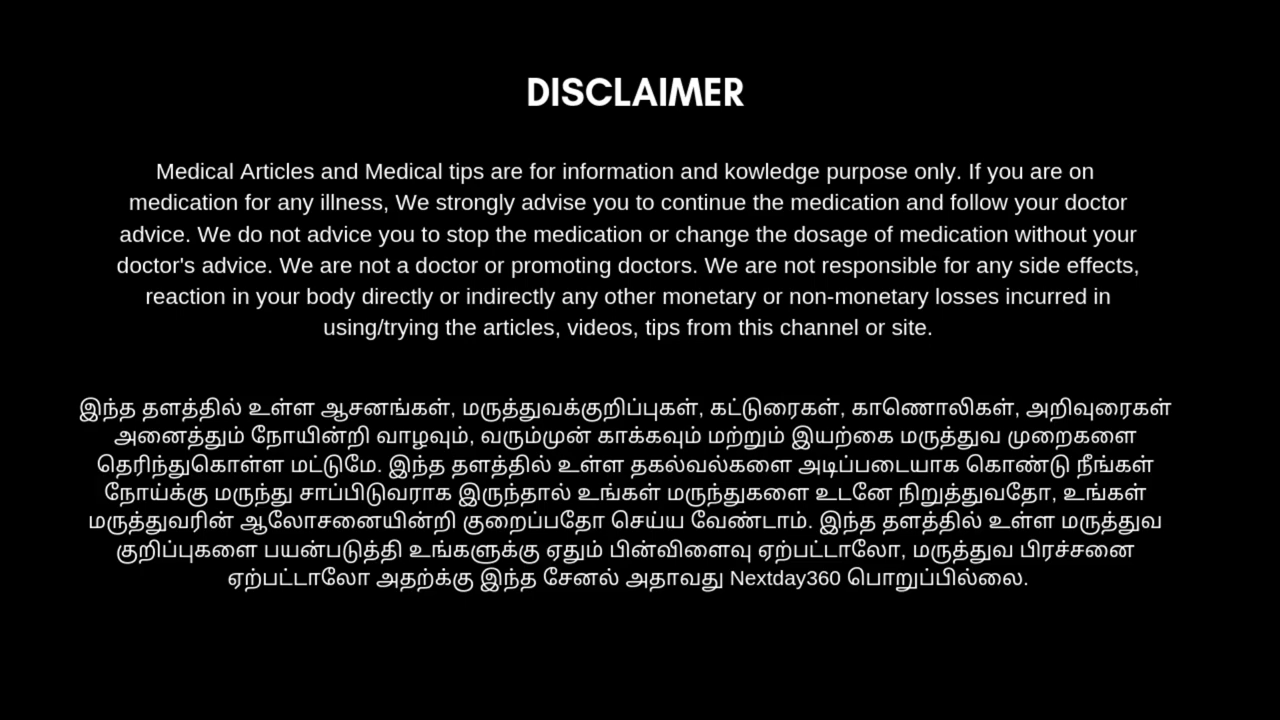 DISCLAIMER
Medical Articles and Medical tips are for information and kowledge purpose only. If you are on
medication for any illness, We strongly advise you to continue the medication and follow your doctor
advice. We do not advice you to stop the medication or change the dosage of medication without your
doctor's advice. We are not a doctor or promoting doctors. We are not responsible for any side effects,
reaction in your body directly or indirectly any other monetary or non-monetary losses incurred in
using/trying the articles, videos, tips from this channel or site.
இந்த தளத்தில் உள்ள ஆசனங்கள், மருத்துவக்குறிப்புகள், கட்டுரைகள், காணொலிகள், அறிவுரைகள்
அனைத்தும் நோயின்றி வாழவும், வரும்முன் காக்கவும் மற்றும் இயற்கை மருத்துவ முறைகளை
தெரிந்துகொள்ள மட்டுமே. இந்த தளத்தில் உள்ள தகல்வல்களை அடிப்படையாக கொண்டு நீங்கள்
நோய்க்கு மருந்து சாப்பிடுவராக இருந்தால் உங்கள் மருந்துகளை உடனே நிறுத்துவதோ, உங்கள்
மருத்துவரின் ஆலோசனையின்றி குறைப்பதோ செய்ய வேண்டாம். இந்த தளத்தில் உள்ள மருத்துவ
குறிப்புகளை பயன்படுத்தி உங்களுக்கு ஏதும் பின்விளைவு ஏற்பட்டாலோ, மருத்துவ பிரச்சனை
ஏற்பட்டாலோ அதற்க்கு இந்த சேனல் அதாவது Nextday360 பொறுப்பில்லை.